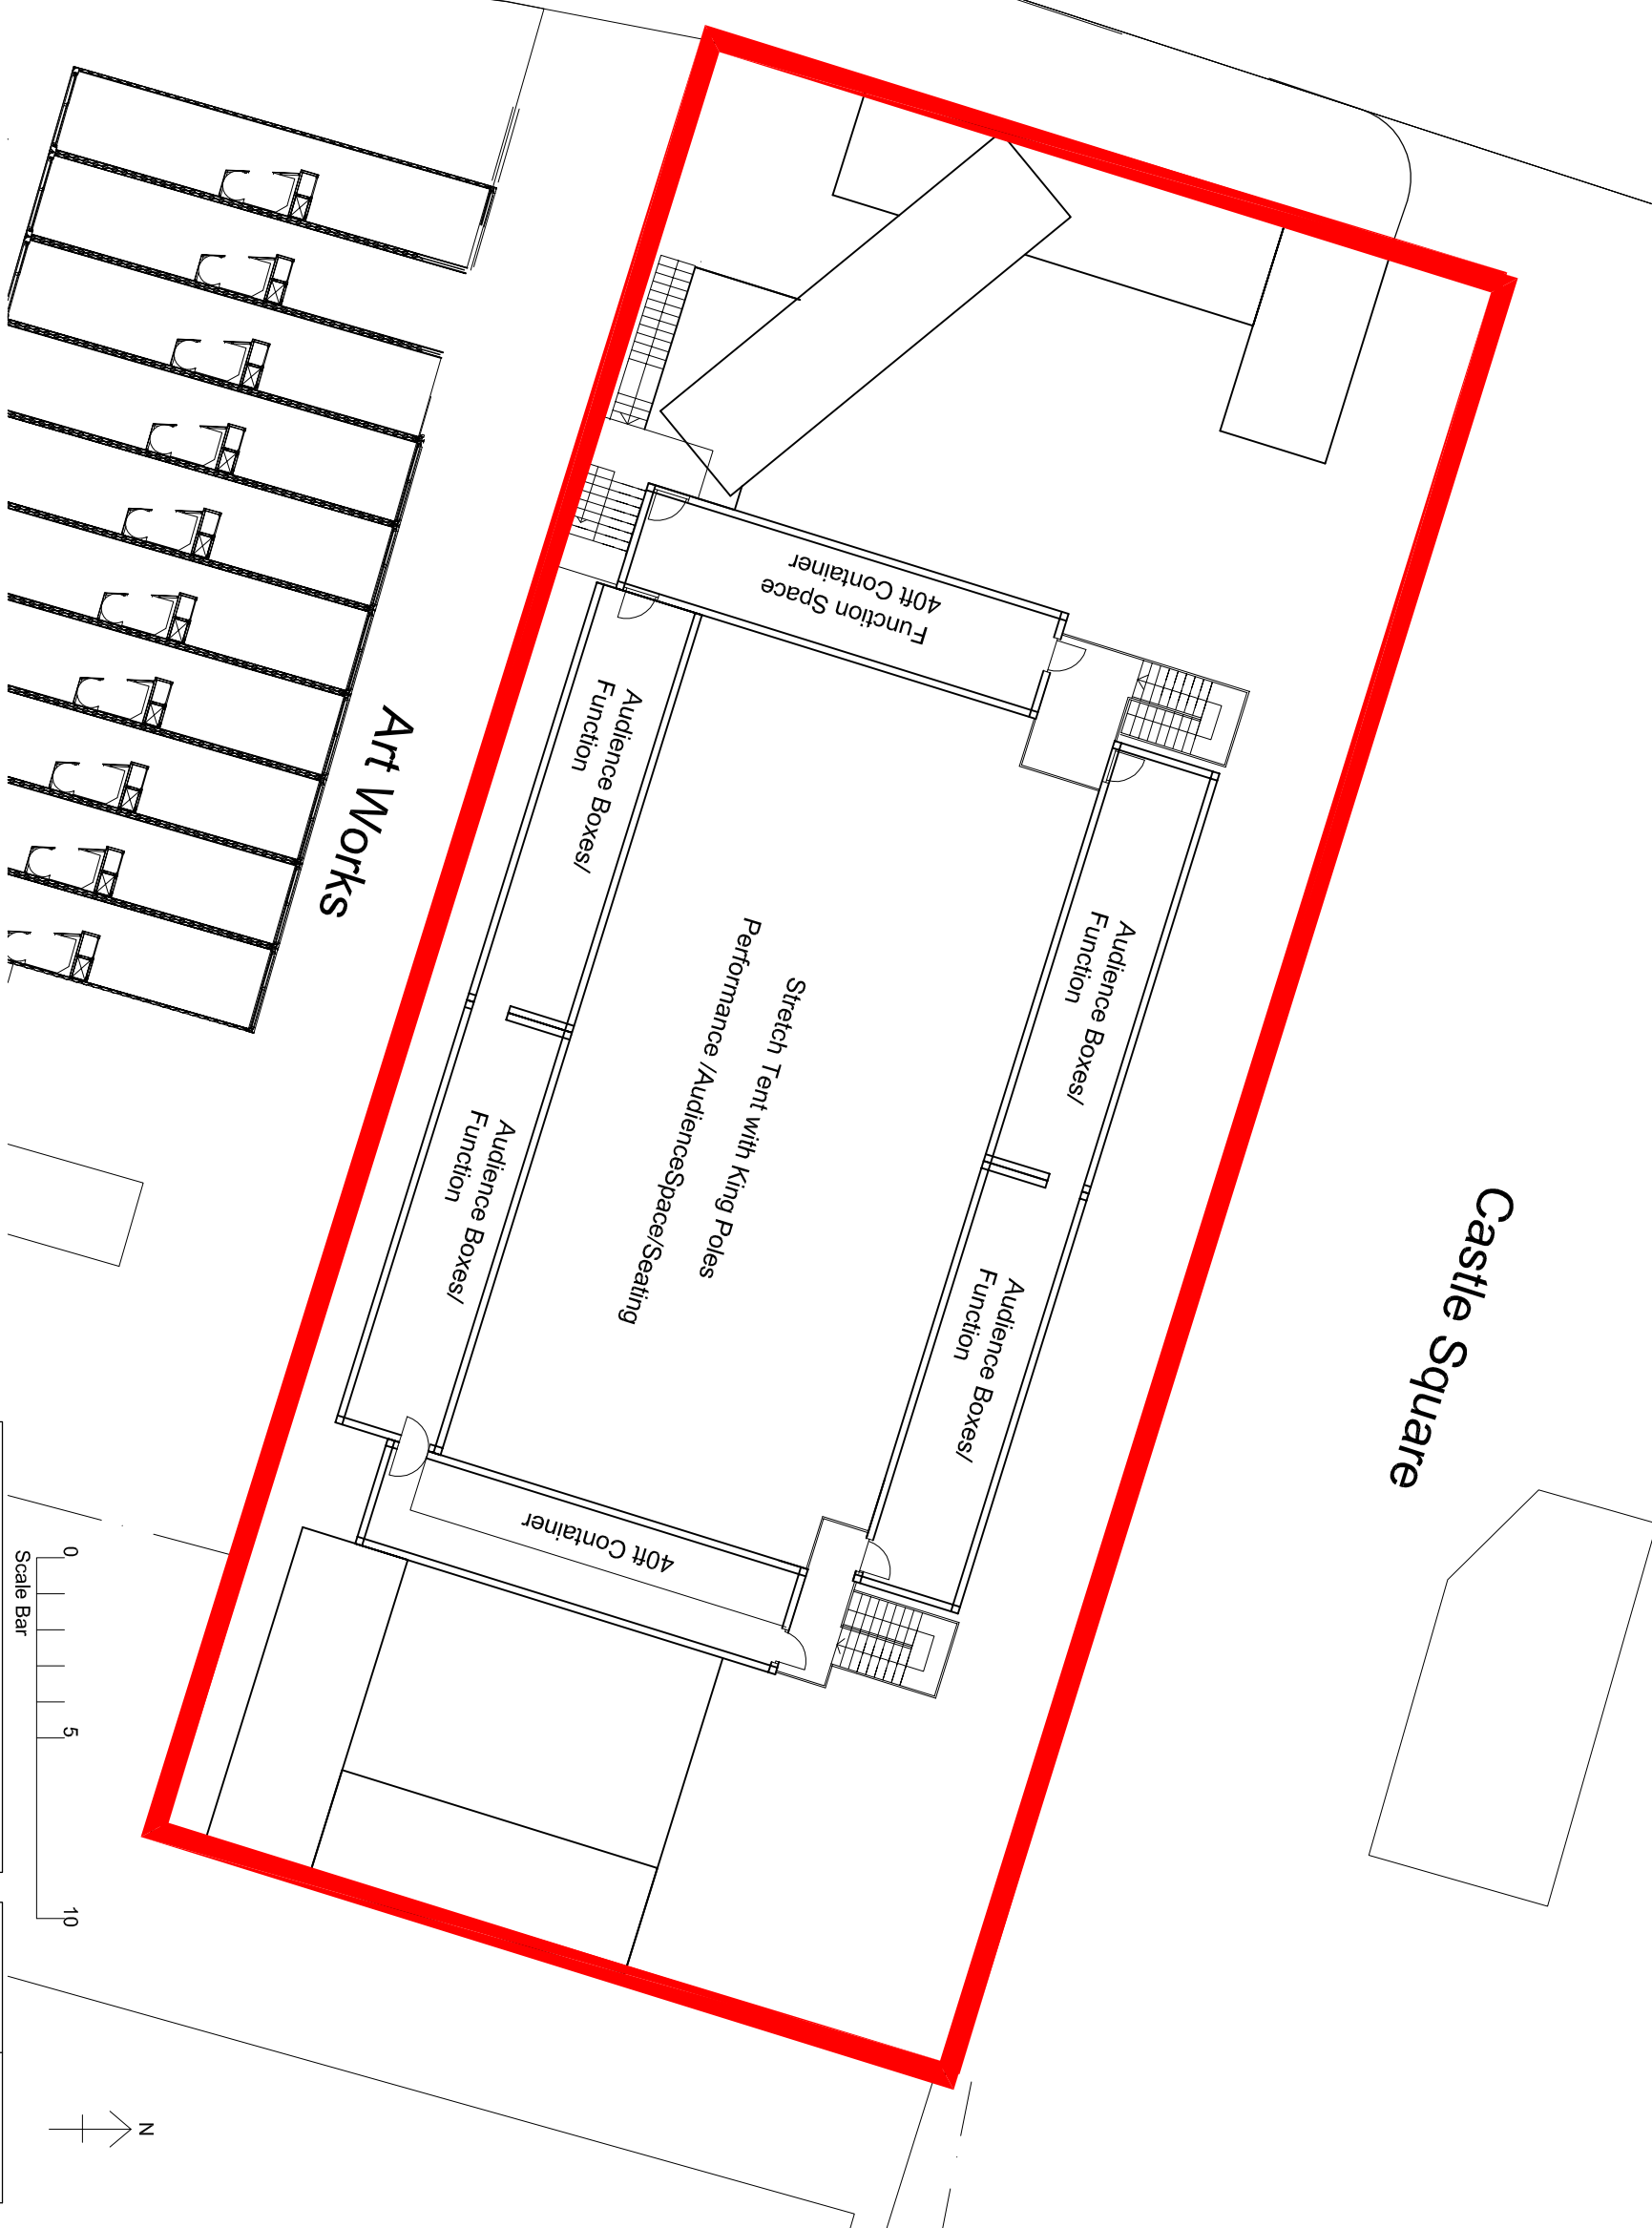 Function Space
40ft Container
Audience Boxes/
Function
Audience Boxes/
Function
Stretch Tent with King Poles
Performance /AudienceSpace/Seating
Audience Boxes/
Function
Audience Boxes/
Function
40ft Container
Art Works
Castle Square
0
5
10
Scale Bar
N